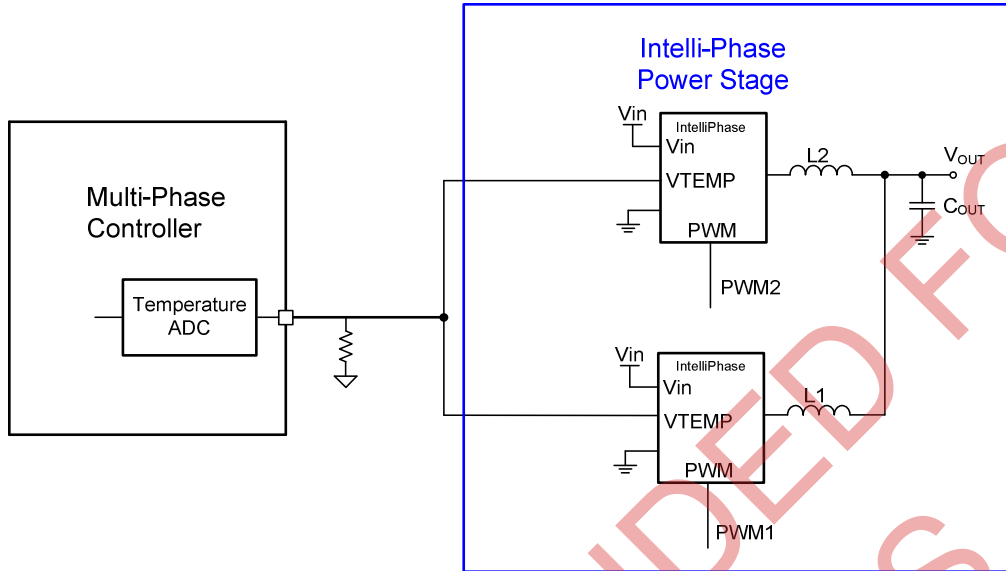 Intelli-Phase
Power Stage
Multi-Phase
Controller
Temperature
ADC
Vin
IntelliPhase
Vin
VTEMP
PWM
PWM2
L2
VOUT
COUT
Vin
IntelliPhase
Vin
VTEMP
PWM
PWM1
L1